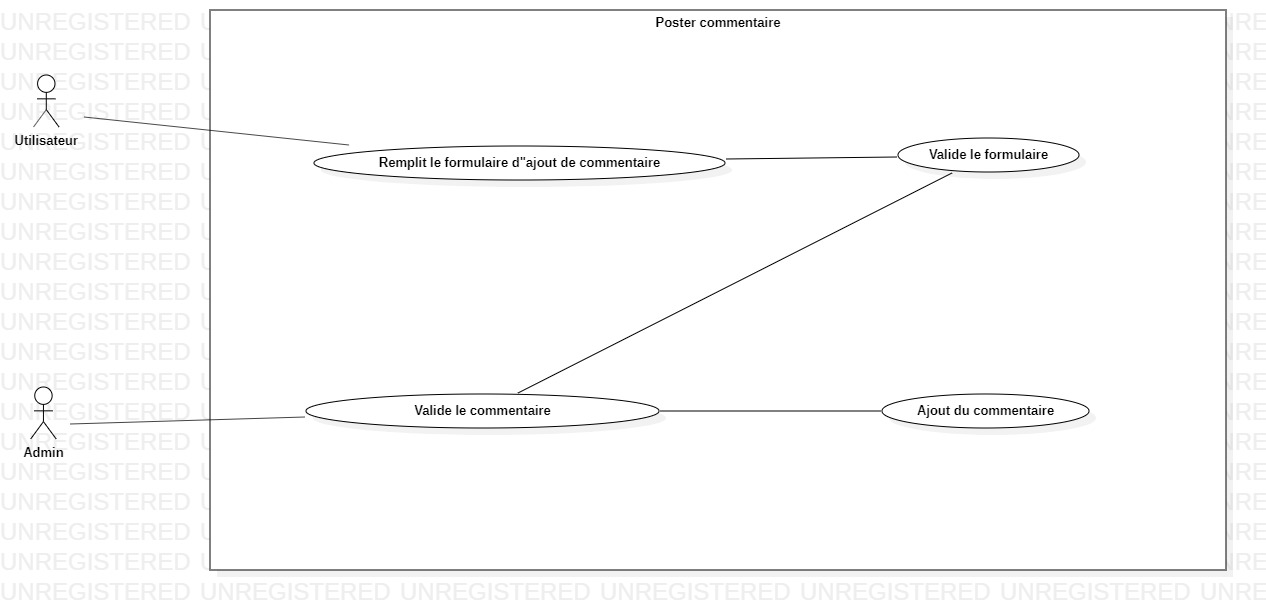 Poster commentaire
Utilisateur
Remplit le formulaire d"ajout de commentaire
Valide le formulaire
Valide le commentaire
Ajout du commentaire
Admin
UNREGISTERED UNREGISTERED UNREGISTERED UNREGISTERED UNREGISTERED UNREGISTERED UNRE